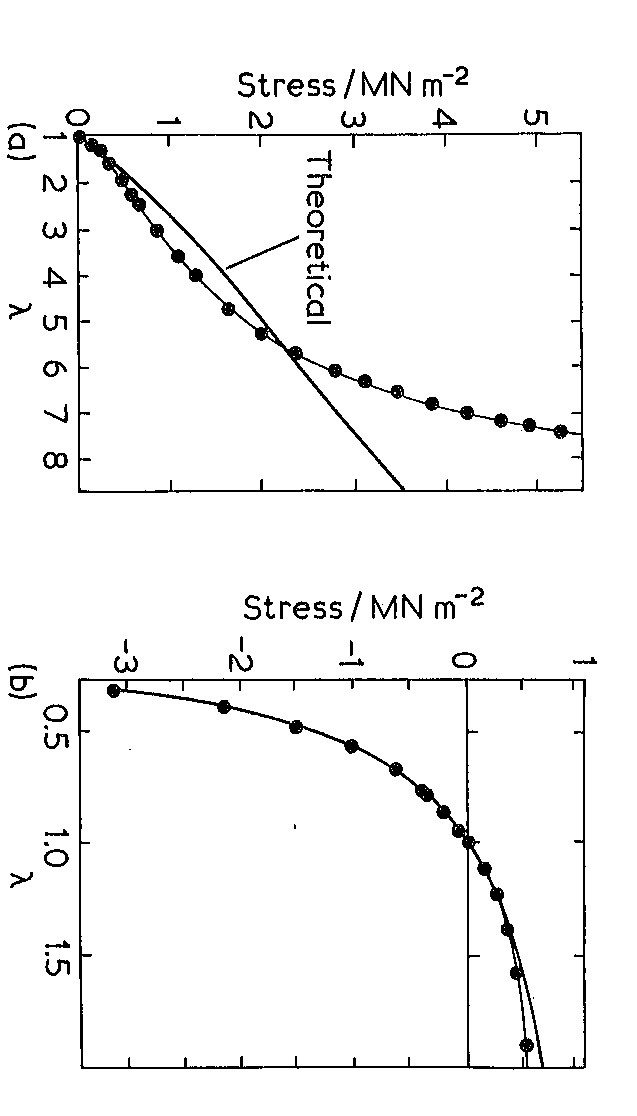 Stress / MN m⁻²
5
4
3
2
1
0
Theoretical
1 2 3 4 5 6 7 8
λ
(a)
Stress / MN m⁻²
1
0
-1
-2
-3
0.5 1.0 1.5
λ
(b)